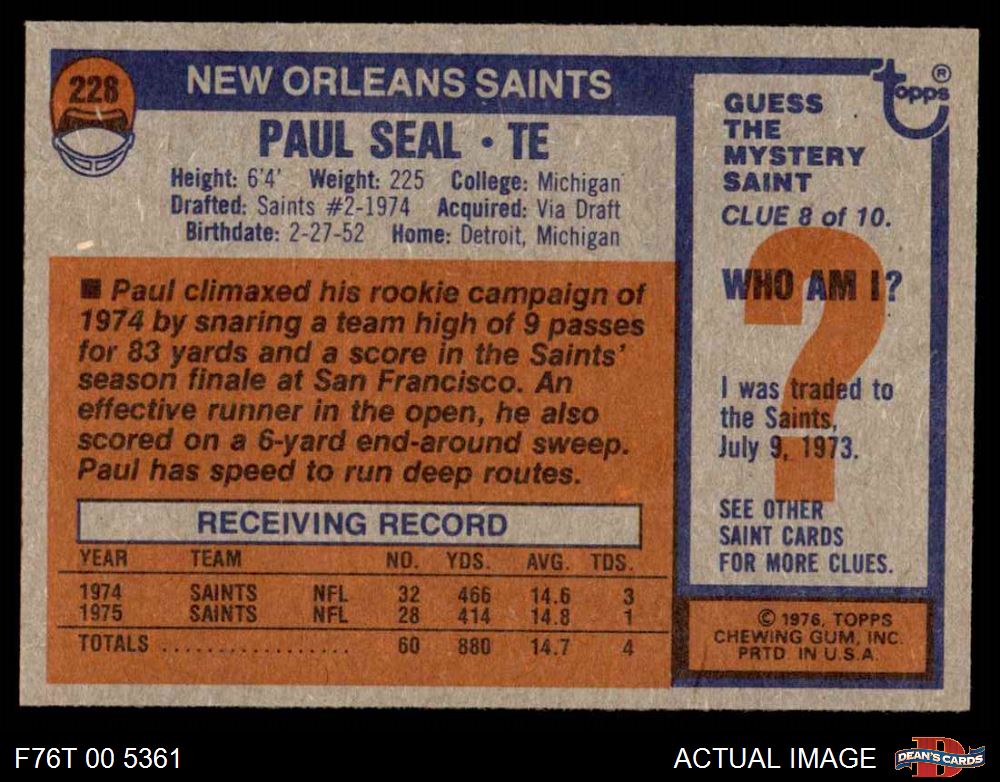 228
NEW ORLEANS SAINTS
PAUL SEAL • TE
Height: 6'4' Weight: 225 College: Michigan
Drafted: Saints #2-1974 Acquired: Via Draft
Birthdate: 2-27-52 Home: Detroit, Michigan
■ Paul climaxed his rookie campaign of
1974 by snaring a team high of 9 passes
for 83 yards and a score in the Saints'
season finale at San Francisco. An
effective runner in the open, he also
scored on a 6-yard end-around sweep.
Paul has speed to run deep routes.
RECEIVING RECORD
YEAR TEAM NO. YDS. AVG. TDS.
1974 SAINTS NFL 32 466 14.6 3
1975 SAINTS NFL 28 414 14.8 1
TOTALS .................. 60 880 14.7 4
topps ®
GUESS
THE
MYSTERY
SAINT
CLUE 8 of 10.
WHO AM I?
?
I was traded to
the Saints,
July 9, 1973.
SEE OTHER
SAINT CARDS
FOR MORE CLUES.
© 1976, TOPPS
CHEWING GUM, INC.
PRTD. IN U.S.A.
F76T 00 5361
ACTUAL IMAGE
D
DEAN'S CARDS